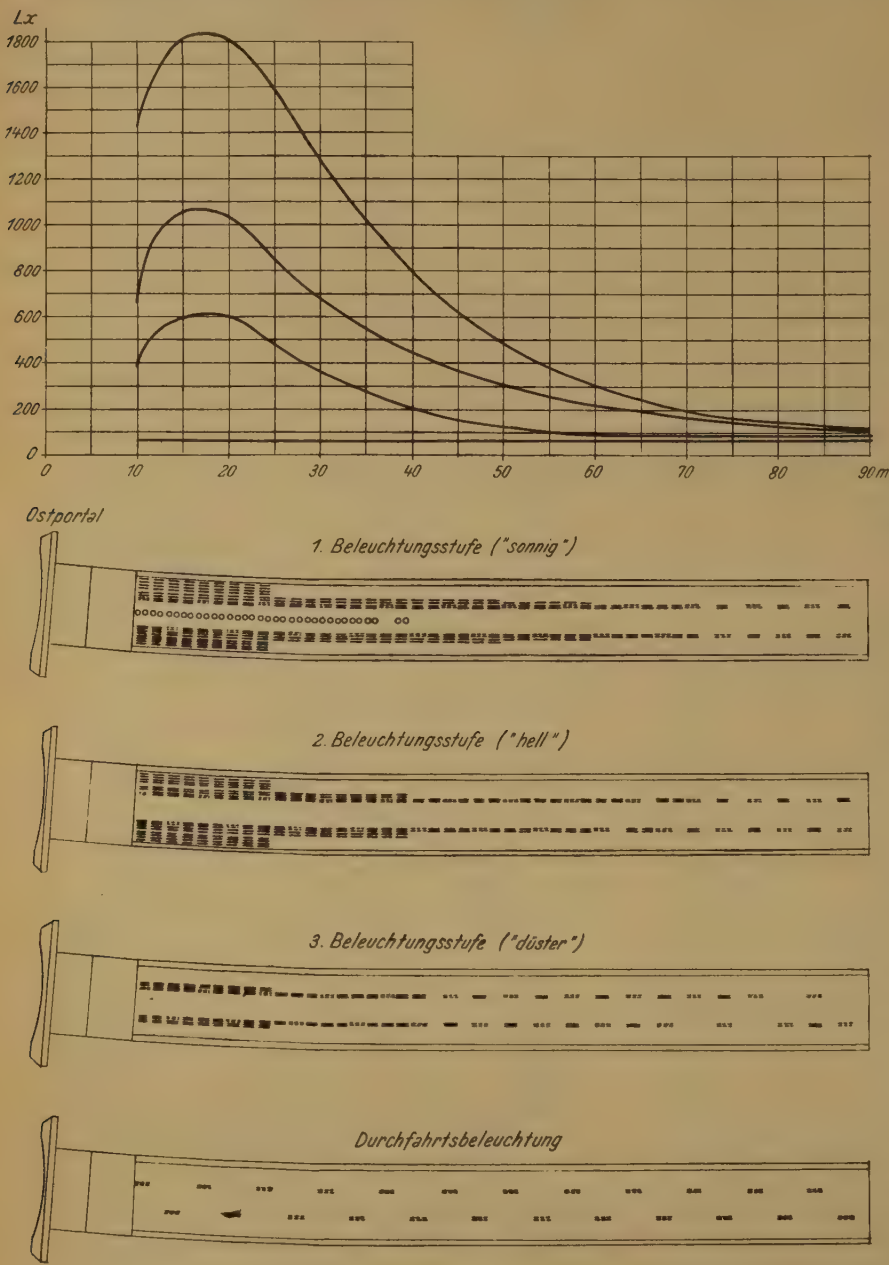 Lx
1800
1600
1400
1200
1000
800
600
400
200
0
0 10 20 30 40 50 60 70 80 90m
Ostportal
1. Beleuchtungsstufe ("sonnig")
2. Beleuchtungsstufe ("hell")
3. Beleuchtungsstufe ("düster")
Durchfahrtsbeleuchtung